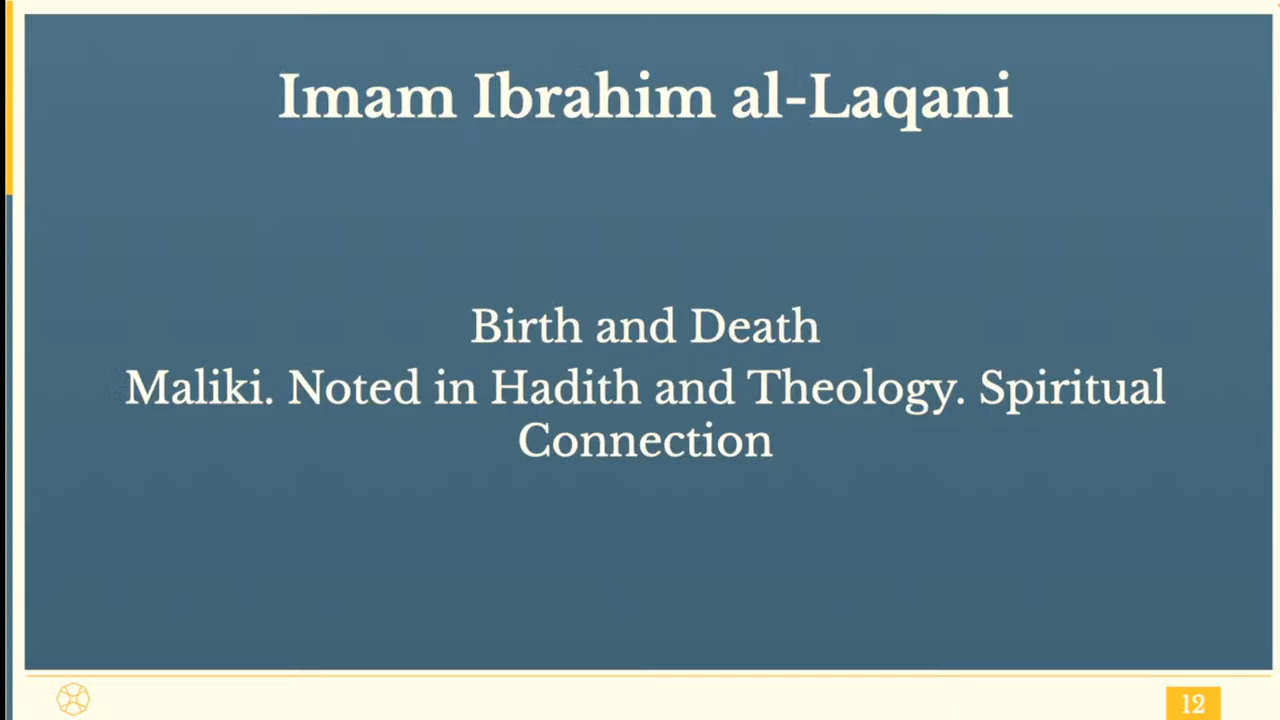 Imam Ibrahim al-Laqani
Birth and Death
Maliki. Noted in Hadith and Theology. Spiritual
Connection
12